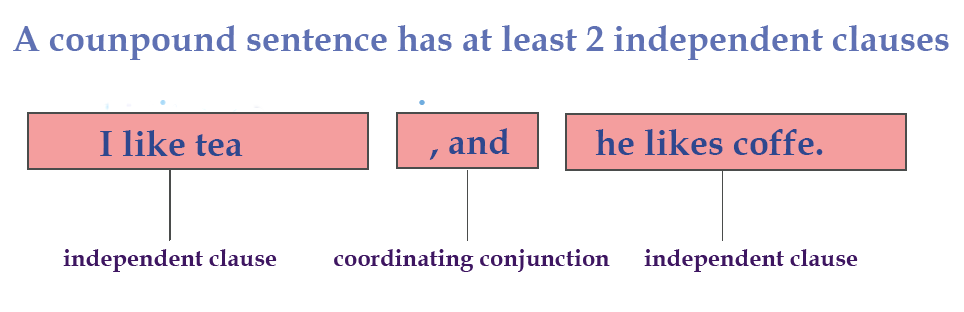 A counpound sentence has at least 2 independent clauses
I like tea , and he likes coffe.
independent clause coordinating conjunction independent clause